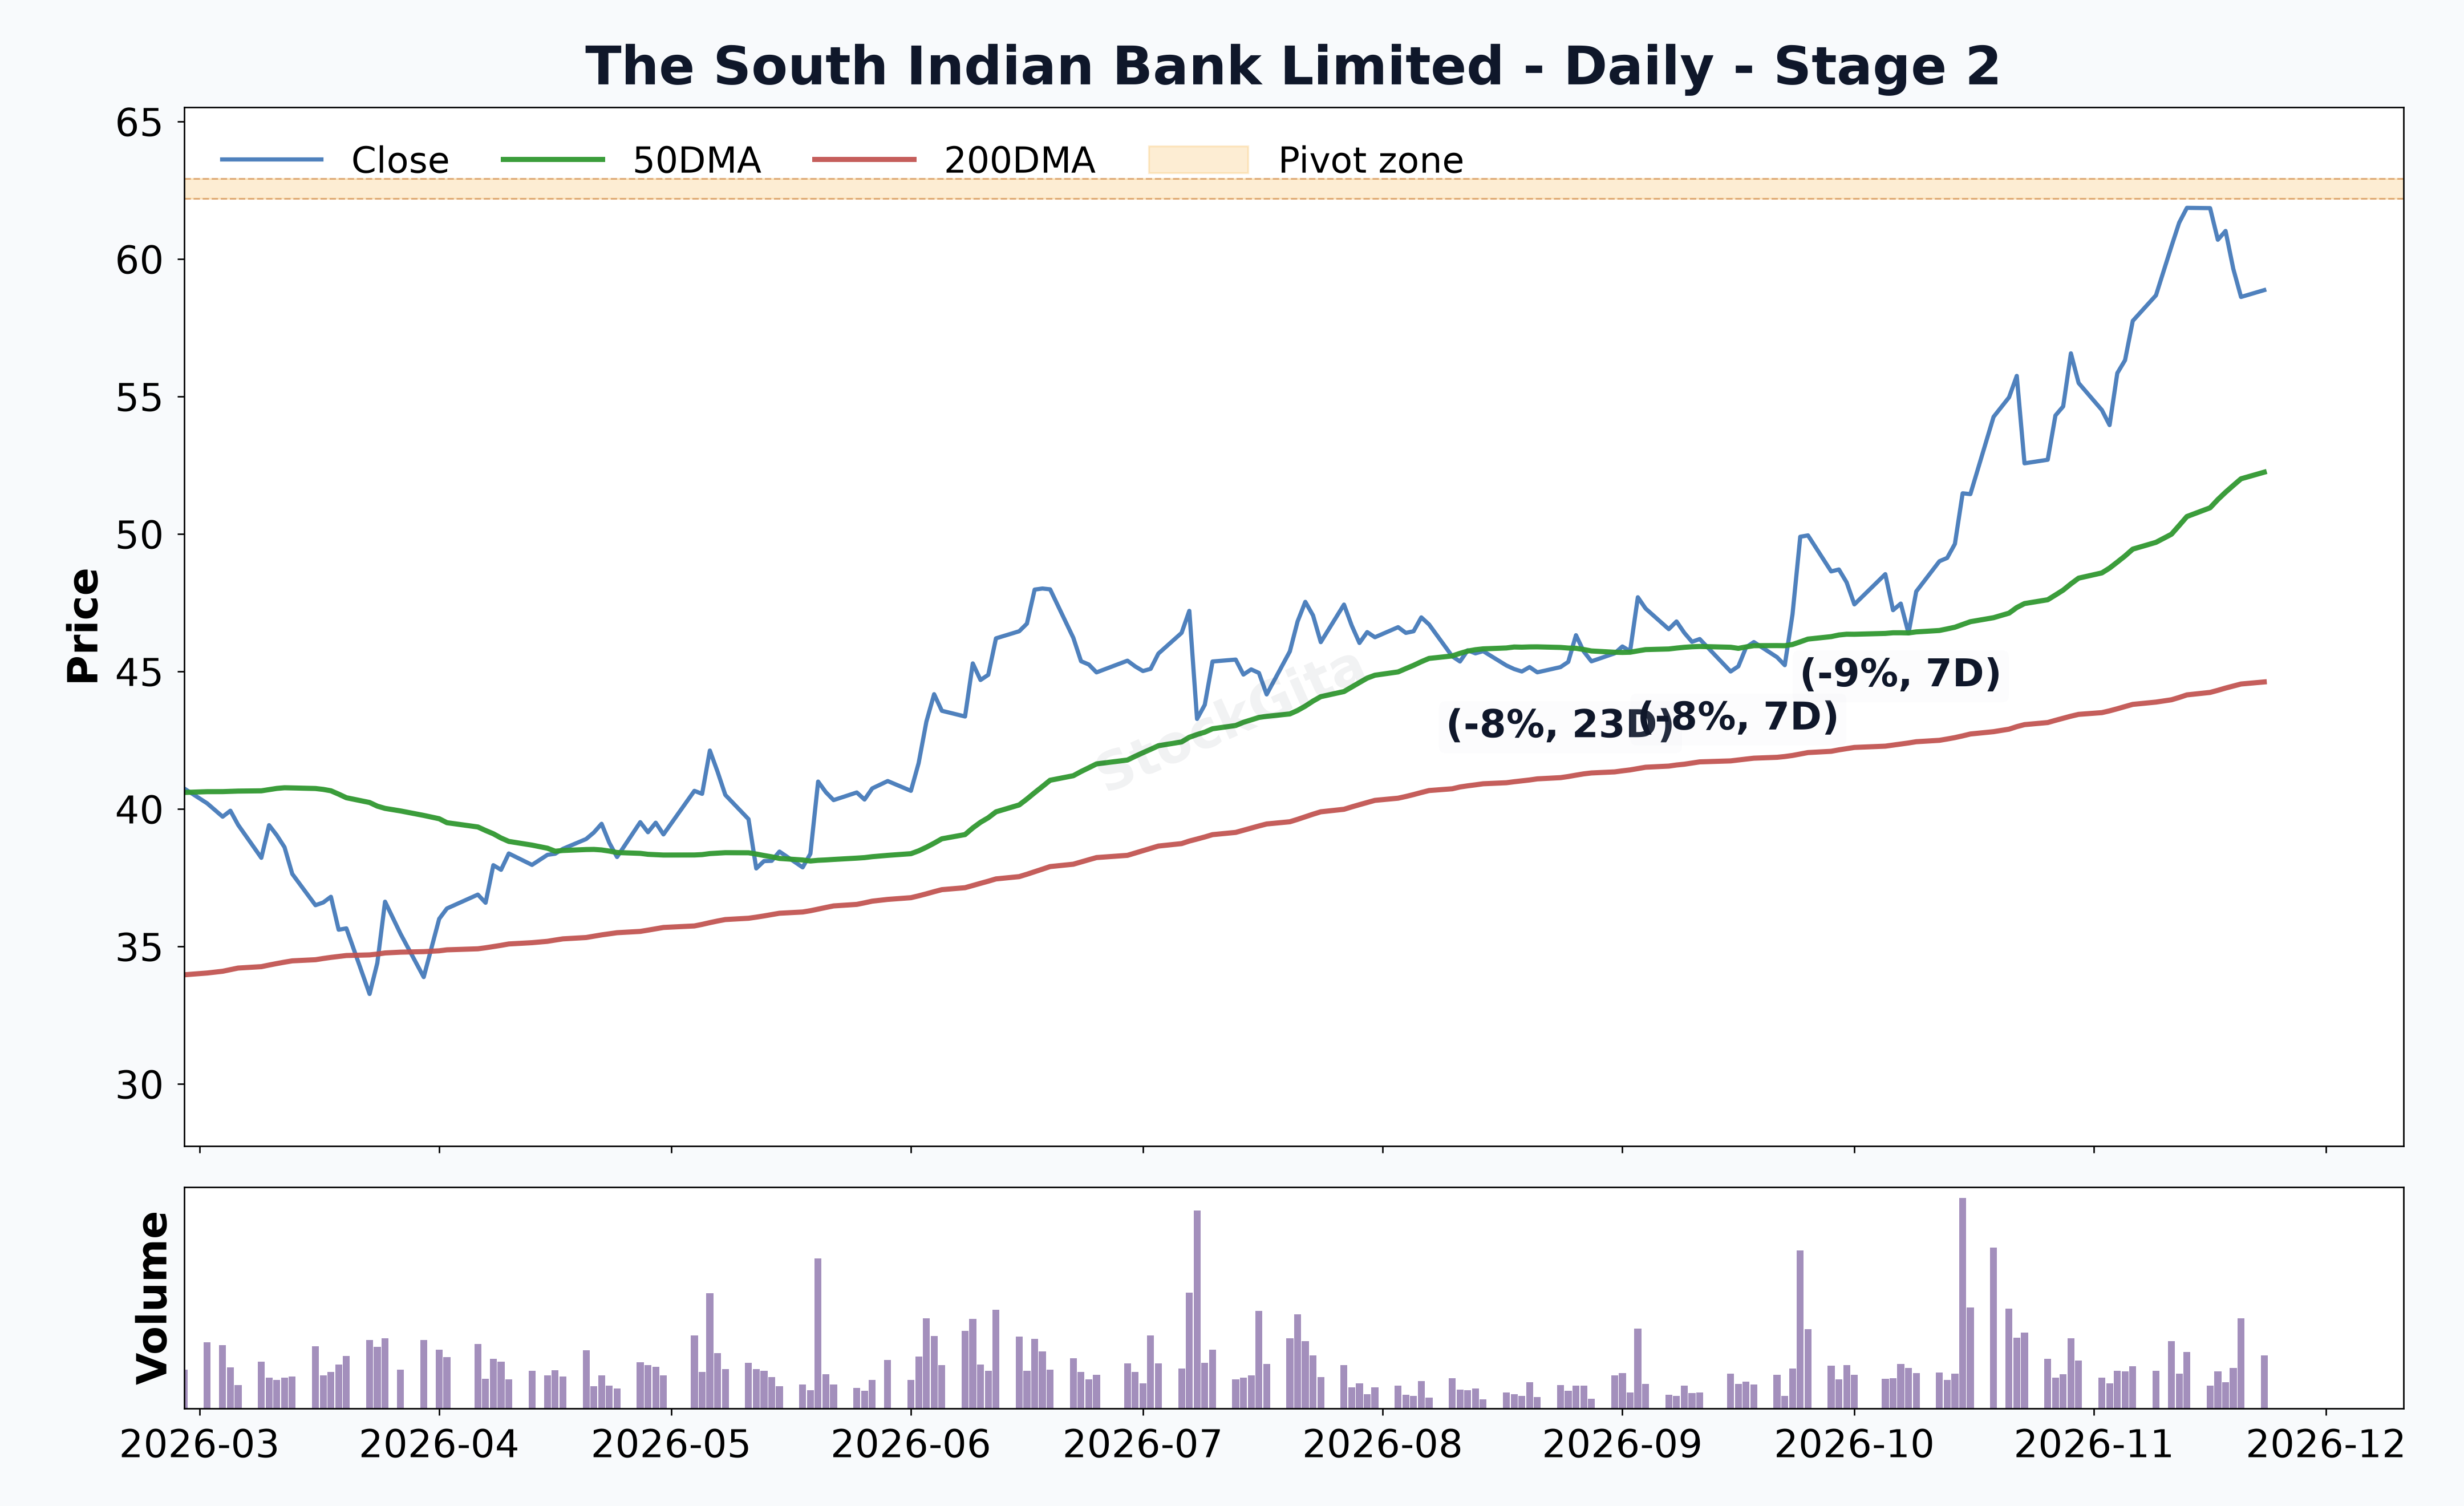 The South Indian Bank Limited - Daily - Stage 2
Close 50DMA 200DMA Pivot zone
65
60
55
50
45
40
35
30
Price
(-9%, 7D)
(-8%, 23D)
(-8%, 7D)
StockGita
Volume
2026-03 2026-04 2026-05 2026-06 2026-07 2026-08 2026-09 2026-10 2026-11 2026-12